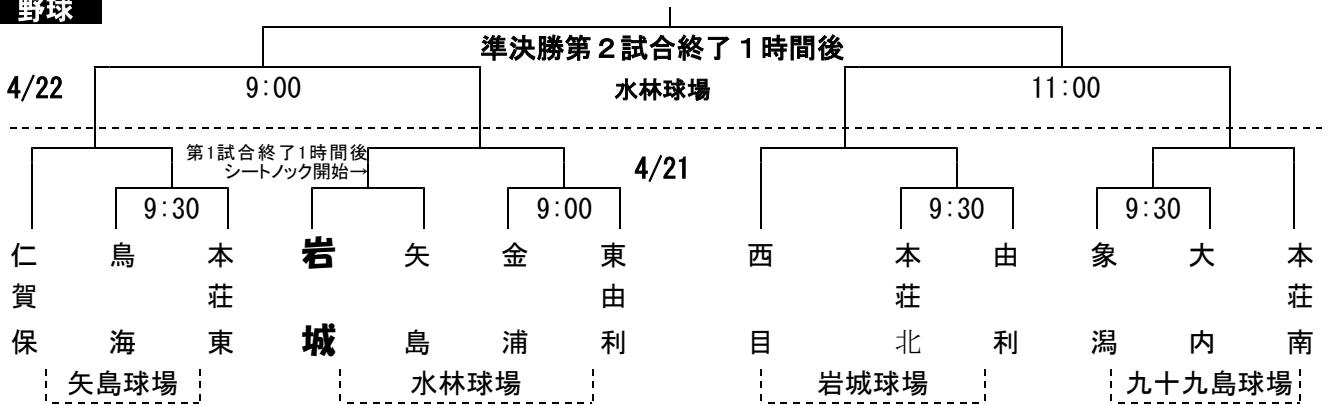 野球
準決勝第２試合終了１時間後
4/22
9:00
水林球場
11:00
第1試合終了1時間後
シートノック開始→
4/21
9:30
9:00
9:30
9:30
仁賀保
鳥海
本荘東
岩城
矢島
金浦
東由利
西目
本荘北
由利
象潟
大内
本荘南
矢島球場
水林球場
岩城球場
九十九島球場